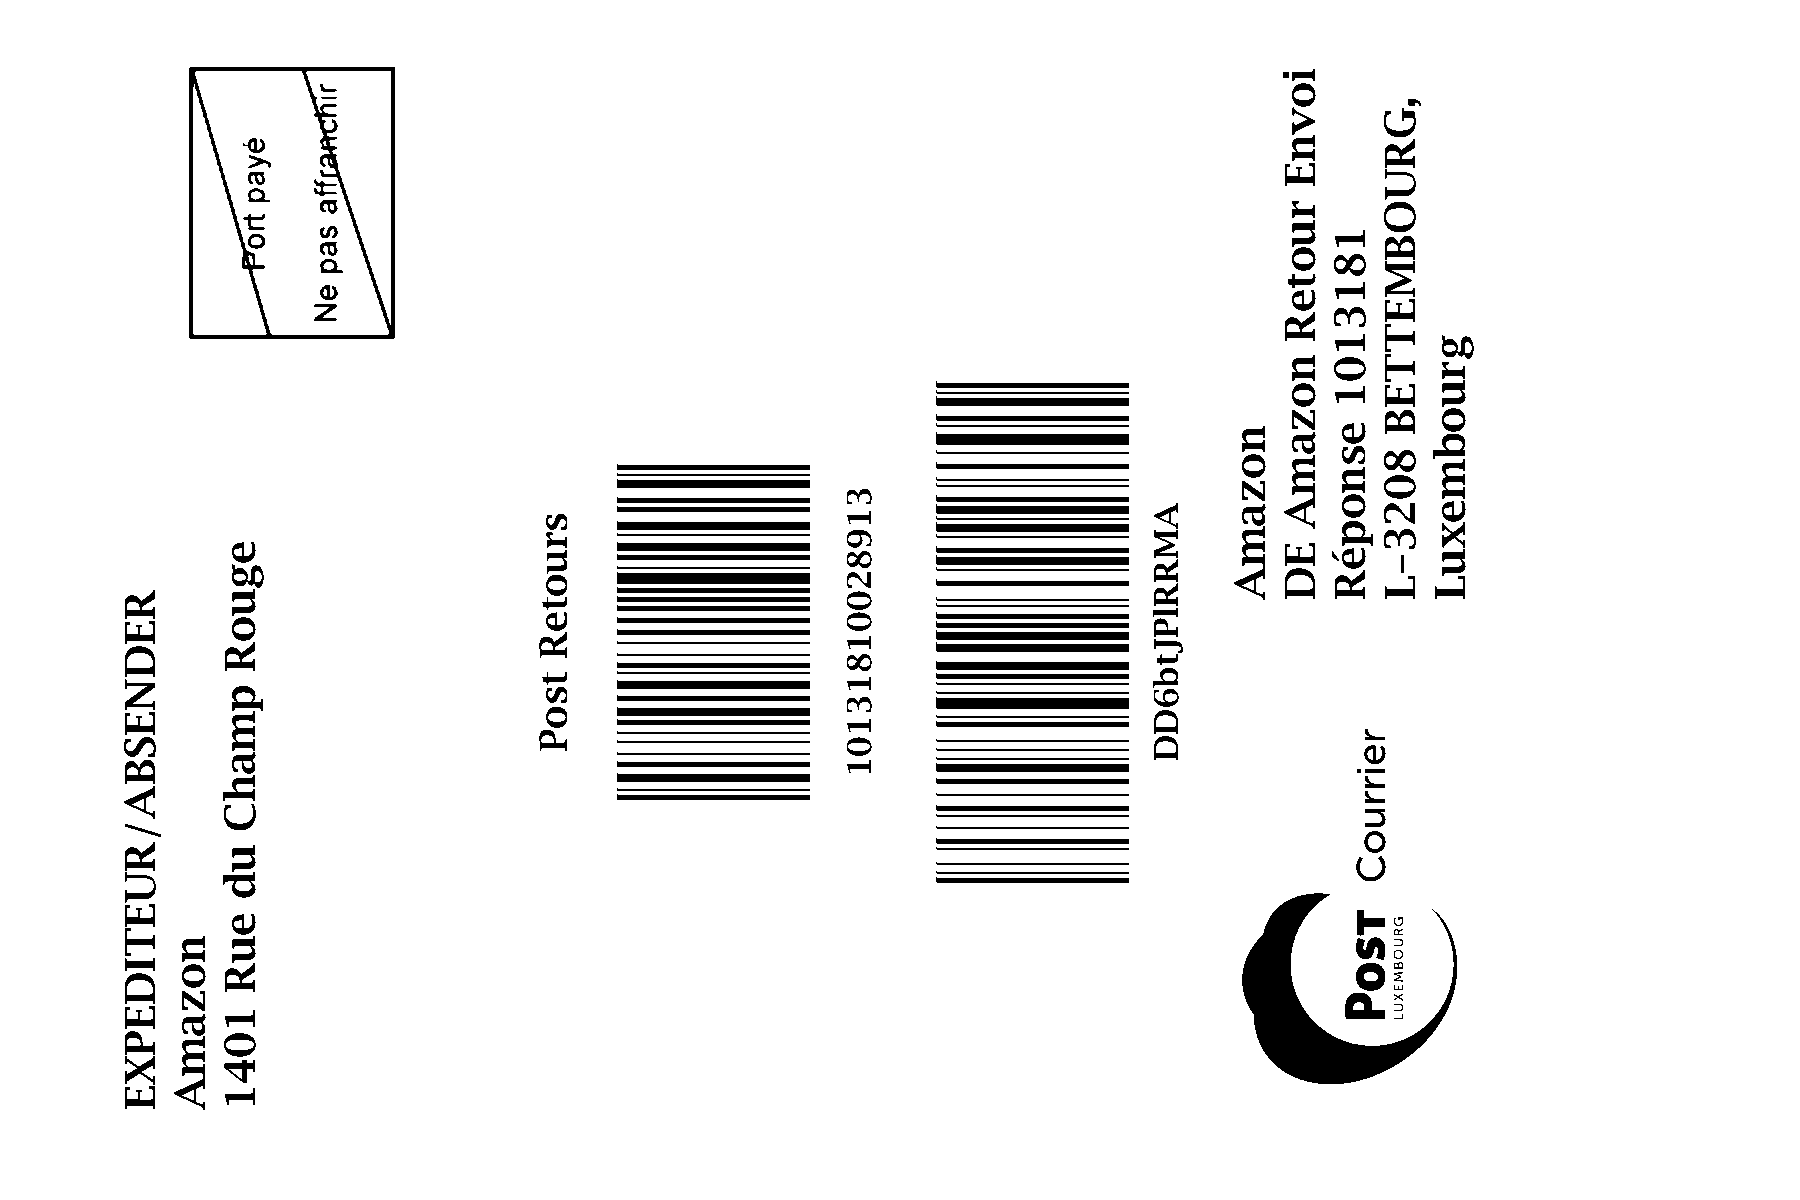 EXPEDITEUR / ABSENDER
Amazon
1401 Rue du Champ Rouge
Port payé
Ne pas affranchir
Post Retours
10131810028913
DD6btJPIRRMA
Amazon
DE Amazon Retour Envoi
Réponse 1013181
L-3208 BETTEMBOURG,
Luxembourg
POST
LUXEMBOURG
Courrier